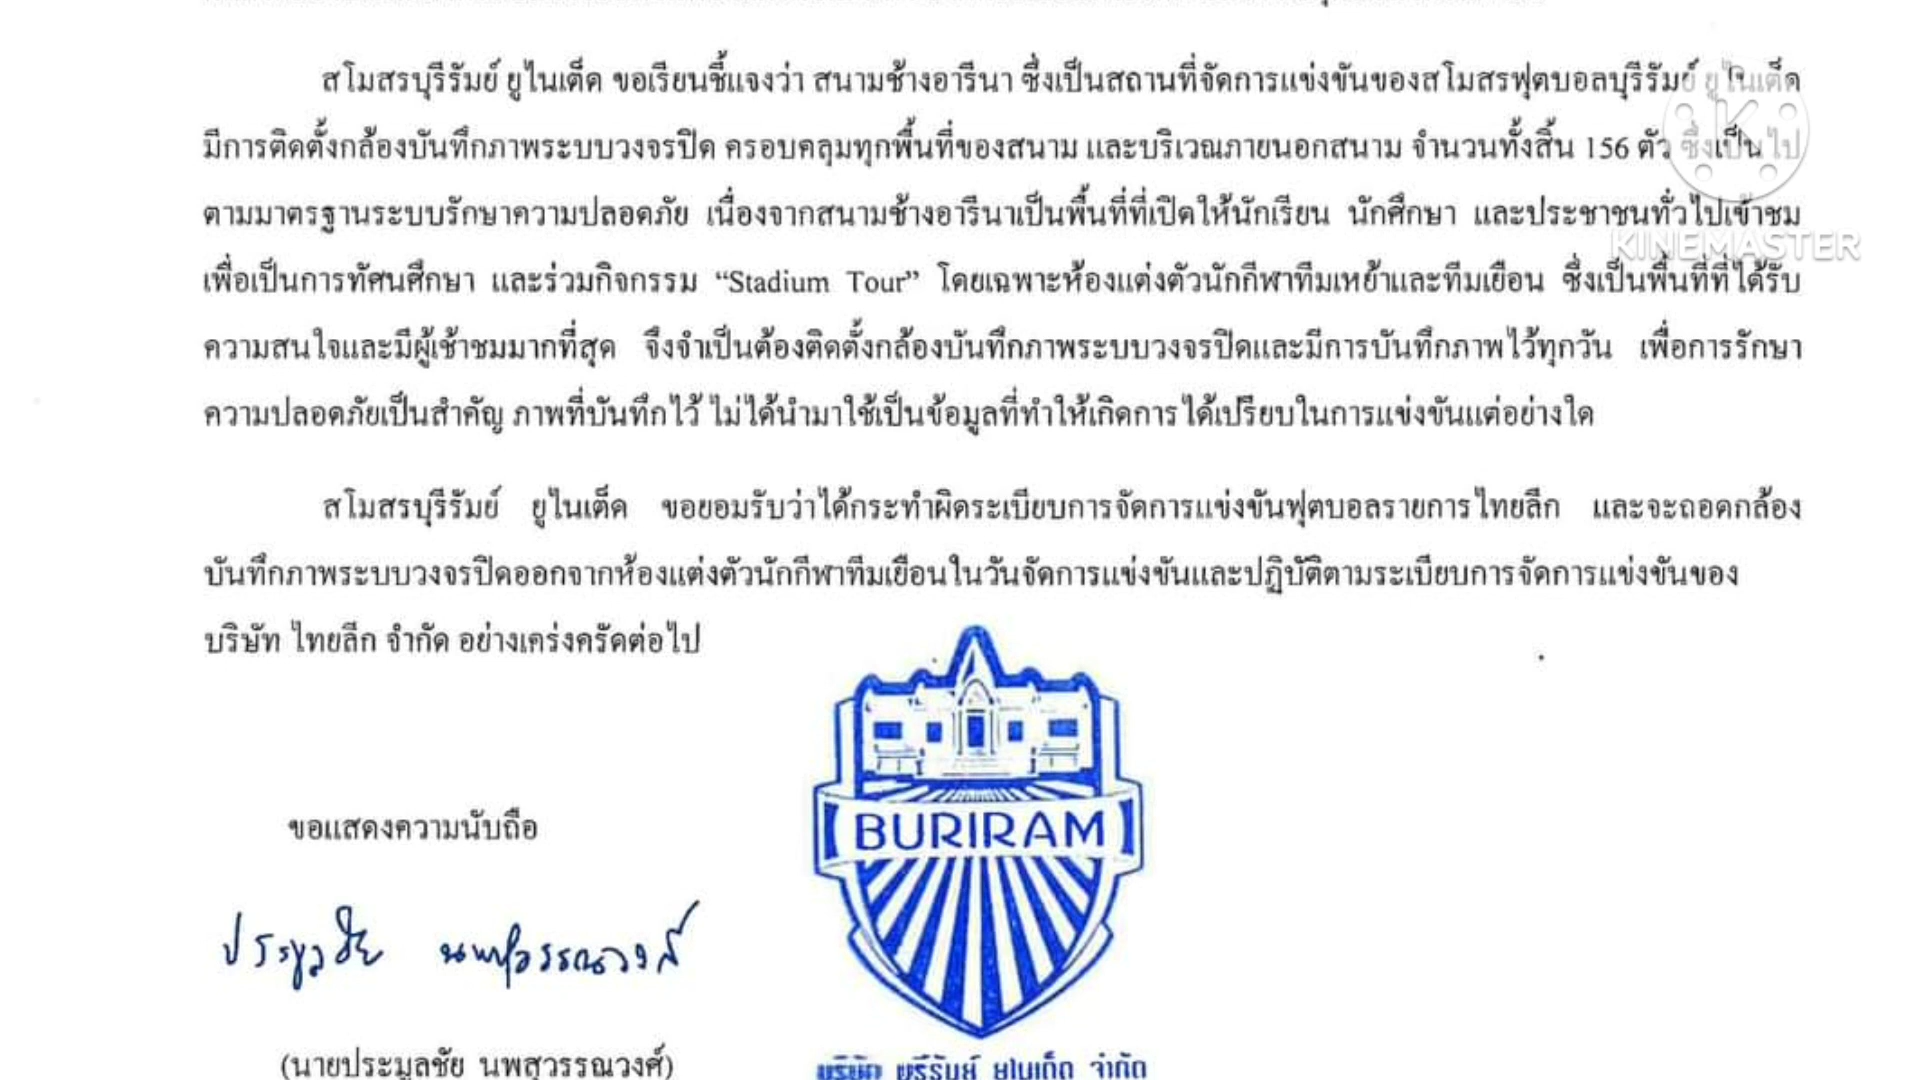 สโมสรบุรีรัมย์ ยูไนเต็ด ขอเรียนชี้แจงว่า สนามช้างอารีนา ซึ่งเป็นสถานที่จัดการแข่งขันของสโมสรฟุตบอลบุรีรัมย์ ยูไนเต็ด
มีการติดตั้งกล้องบันทึกภาพระบบวงจรปิด ครอบคลุมทุกพื้นที่ของสนาม และบริเวณภายนอกสนาม จำนวนทั้งสิ้น 156 ตัว ซึ่งเป็นไป
ตามมาตรฐานระบบรักษาความปลอดภัย เนื่องจากสนามช้างอารีนาเป็นพื้นที่ที่เปิดให้นักเรียน นักศึกษา และประชาชนทั่วไปเข้าชม
KINEMASTER
เพื่อเป็นการทัศนศึกษา และร่วมกิจกรรม “Stadium Tour” โดยเฉพาะห้องแต่งตัวนักกีฬาทีมเหย้าและทีมเยือน ซึ่งเป็นพื้นที่ที่ได้รับ
ความสนใจและมีผู้เช้าชมมากที่สุด จึงจำเป็นต้องติดตั้งกล้องบันทึกภาพระบบวงจรปิดและมีการบันทึกภาพไว้ทุกวัน เพื่อการรักษา
ความปลอดภัยเป็นสำคัญ ภาพที่บันทึกไว้ ไม่ได้นำมาใช้เป็นข้อมูลที่ทำให้เกิดการได้เปรียบในการแข่งขันแต่อย่างใด
สโมสรบุรีรัมย์ ยูไนเต็ด ขอยอมรับว่าได้กระทำผิดระเบียบการจัดการแข่งขันฟุตบอลรายการไทยลีก และจะถอดกล้อง
บันทึกภาพระบบวงจรปิดออกจากห้องแต่งตัวนักกีฬาทีมเยือนในวันจัดการแข่งขันและปฏิบัติตามระเบียบการจัดการแข่งขันของ
บริษัท ไทยลีก จำกัด อย่างเคร่งครัดต่อไป
ขอแสดงความนับถือ
BURIRAM
ประมูลชัย นพสุวรรณวงศ์
(นายประมูลชัย นพสุวรรณวงศ์)
บริษัท บุรีรัมย์ ยูไนเต็ด จำกัด